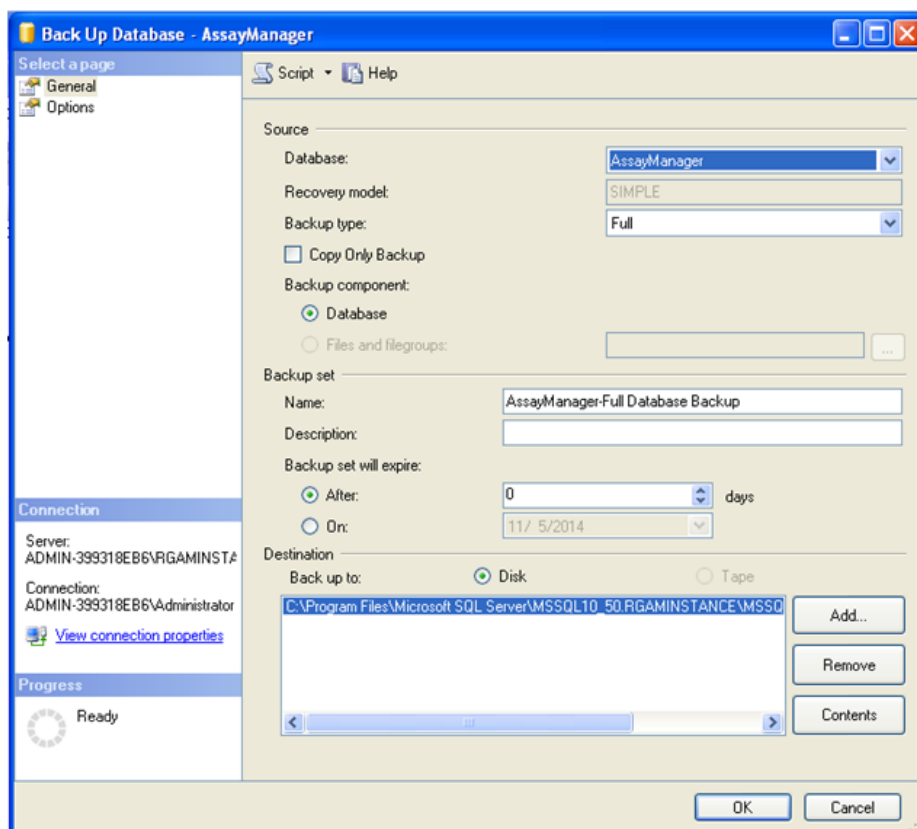 Back Up Database - AssayManager
Select a page
General
Options
Script
Help
Source
Database:
AssayManager
Recovery model:
SIMPLE
Backup type:
Full
Copy Only Backup
Backup component:
Database
Files and filegroups:
...
Backup set
Name:
AssayManager-Full Database Backup
Description:
Backup set will expire:
After:
0
days
On:
11/ 5/2014
Destination
Back up to:
Disk
Tape
C:\Program Files\Microsoft SQL Server\MSSQL10_50.RGAMINSTANCE\MSSQ
Add...
Remove
Contents
Connection
Server:
ADMIN-399318EB6\RGAMINSTA
Connection:
ADMIN-399318EB6\Administrator
View connection properties
Progress
Ready
OK
Cancel